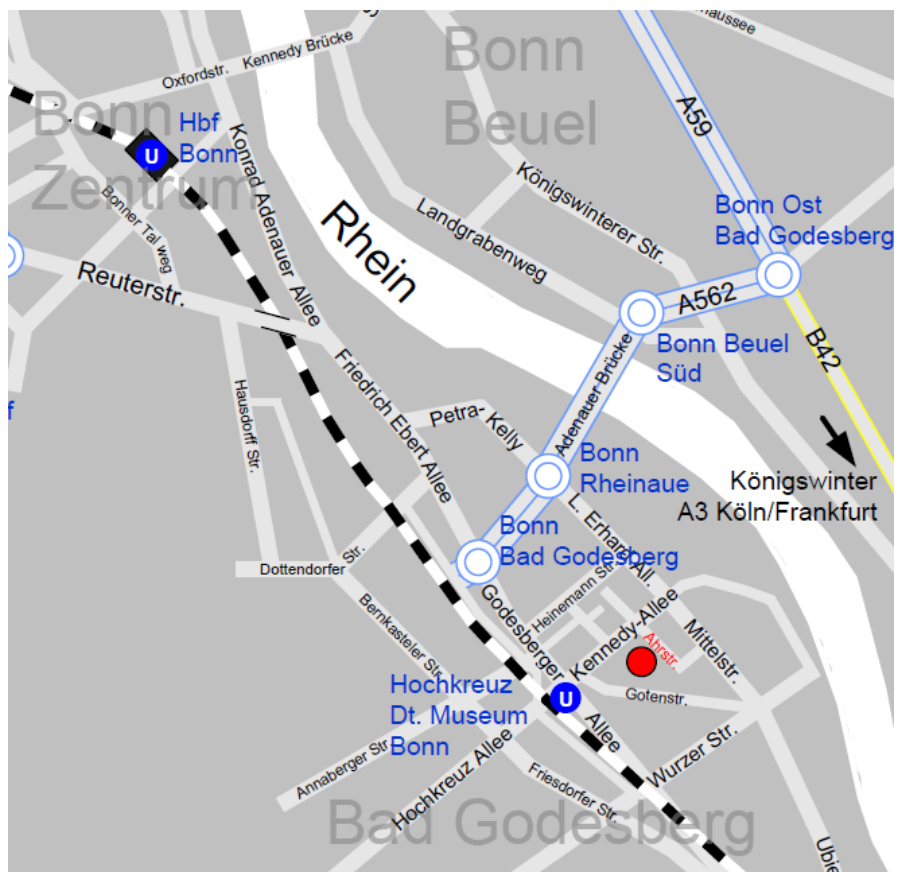 Oxfordstr.
Kennedy Brücke
Bonn
Beuel
A59
Bonn
Zentrum
Hbf
Bonn
U
Konrad Adenauer Allee
Bonner Tal weg
Reuterstr.
Rhein
Königswinterer Str.
Landgrabenweg
Bonn Ost
Bad Godesberg
A562
B42
Bonn Beuel
Süd
Adenauer Brücke
Friedrich Ebert Allee
Hausdorff Str.
f
Petra-Kelly
Bonn
Rheinaue
Königswinter
A3 Köln/Frankfurt
Bonn
Bad Godesberg
L. Erhard All.
Dottendorfer Str.
Bernkasteler Str.
Godesberger Allee
Heinemann Str.
Kennedy-Allee
Ahrstr.
Mittelstr.
Gotenstr.
Hochkreuz
Dt. Museum
Bonn
U
Annaberger Str.
Hochkreuz Allee
Friesdorfer Str.
Wurzer Str.
Bad Godesberg
Ubie